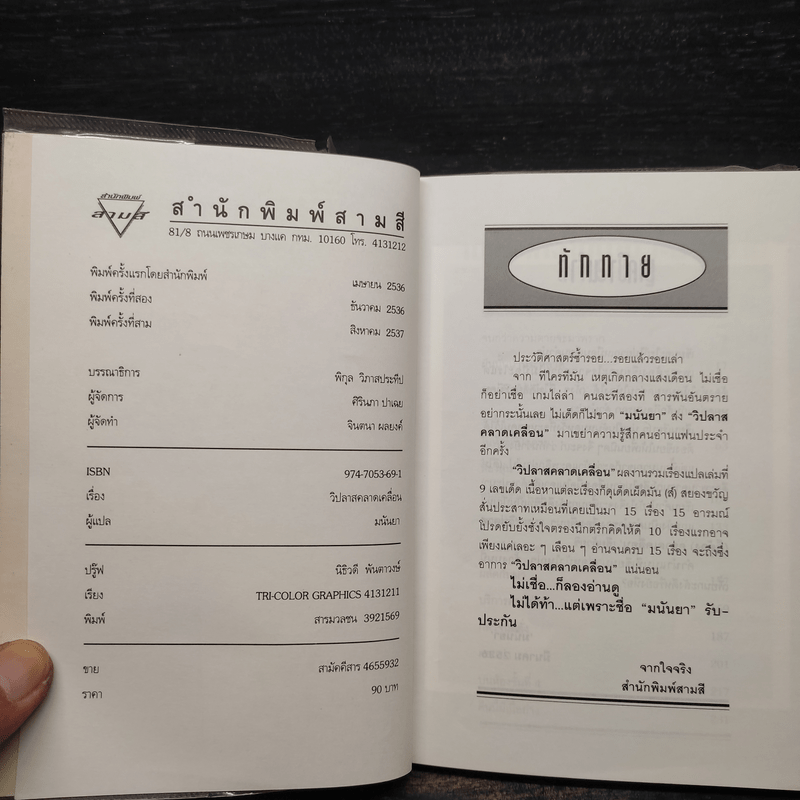 สำนักพิมพ์
สามสี
สำนักพิมพ์สามสี
81/8 ถนนเพชรเกษม บางแค กทม. 10160 โทร. 4131212
พิมพ์ครั้งแรกโดยสำนักพิมพ์ เมษายน 2536
พิมพ์ครั้งที่สอง ธันวาคม 2536
พิมพ์ครั้งที่สาม สิงหาคม 2537
บรรณาธิการ พิกุล วิภาสประทีป
ผู้จัดการ ศิรินภา ปาเฉย
ผู้จัดทำ จินตนา ผลยงค์
ISBN 974-7053-69-1
เรื่อง วิปลาสคลาดเคลื่อน
ผู้แปล มนันยา
ปรู๊ฟ นิธิวดี พันตาวงษ์
เรียง TRI-COLOR GRAPHICS 4131211
พิมพ์ สารมวลชน 3921569
ขาย สามัคคีสาร 4655932
ราคา 90 บาท
ทักทาย
ประวัติศาสตร์ซ้ำรอย...รอยแล้วรอยเล่า
จาก ทีใครทีมัน เหตุเกิดกลางแสงเดือน ไม่เชื่อ
ก็อย่าเชื่อ เกมไล่ล่า คนละทีสองที สารพันอันตราย
อย่ากระนั้นเลย ไม่เด็ดก็ไม่ขาด "มนันยา" ส่ง "วิปลาส
คลาดเคลื่อน" มาเขย่าความรู้สึกคนอ่านแฟนประจำ
อีกครั้ง
"วิปลาสคลาดเคลื่อน" ผลงานรวมเรื่องแปลเล่มที่
9 เลขเด็ด เนื้อหาแต่ละเรื่องก็ดุเด็ดเผ็ดมัน (ส์) สยองขวัญ
สั่นประสาทเหมือนที่เคยเป็นมา 15 เรื่อง 15 อารมณ์
โปรดยับยั้งชั่งใจตรองนึกตรึกคิดให้ดี 10 เรื่องแรกอาจ
เพียงแค่เลอะ ๆ เลือน ๆ อ่านจนครบ 15 เรื่อง จะถึงซึ่ง
อาการ "วิปลาสคลาดเคลื่อน" แน่นอน
ไม่เชื่อ...ก็ลองอ่านดู
ไม่ได้ท้า...แต่เพราะชื่อ "มนันยา" รับ-
ประกัน
จากใจจริง
สำนักพิมพ์สามสี